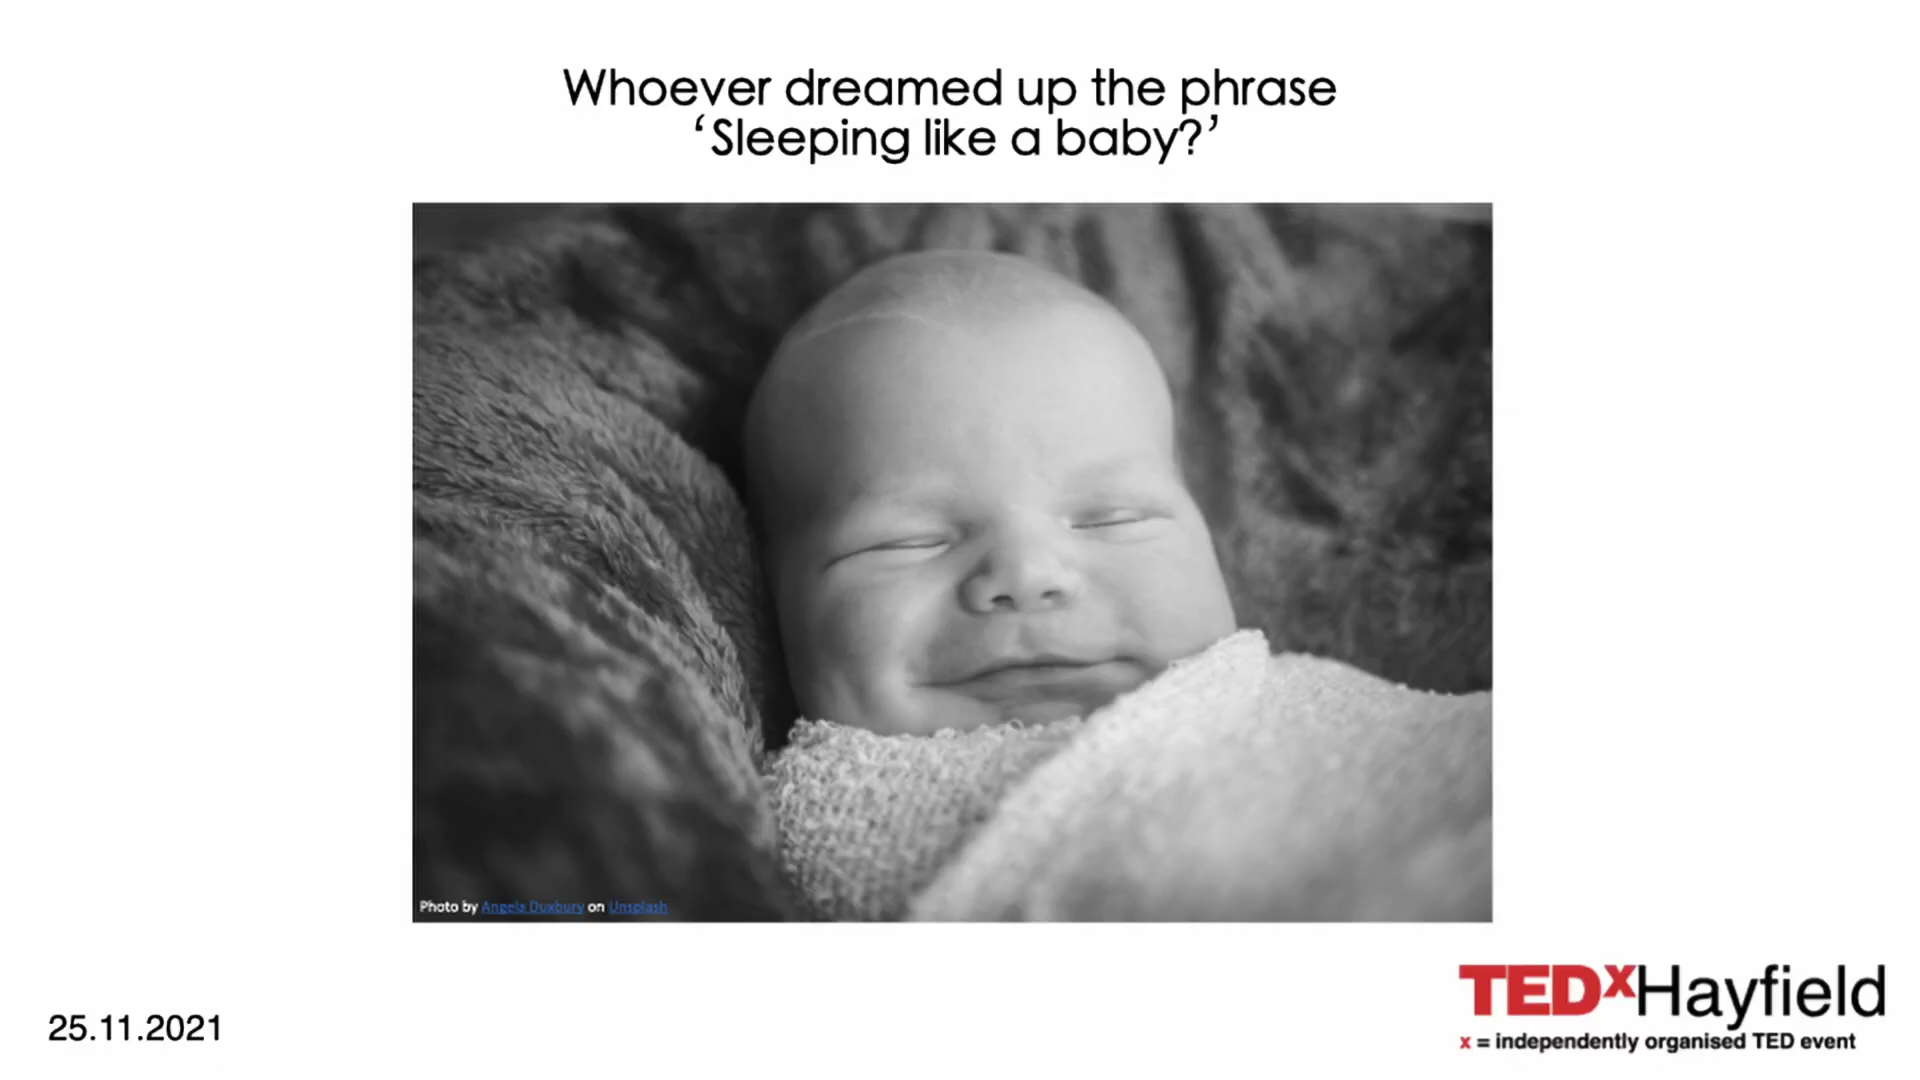 Whoever dreamed up the phrase
‘Sleeping like a baby?’
Photo by Angela Duxbury on Unsplash
25.11.2021
TEDxHayfield
x = independently organised TED event